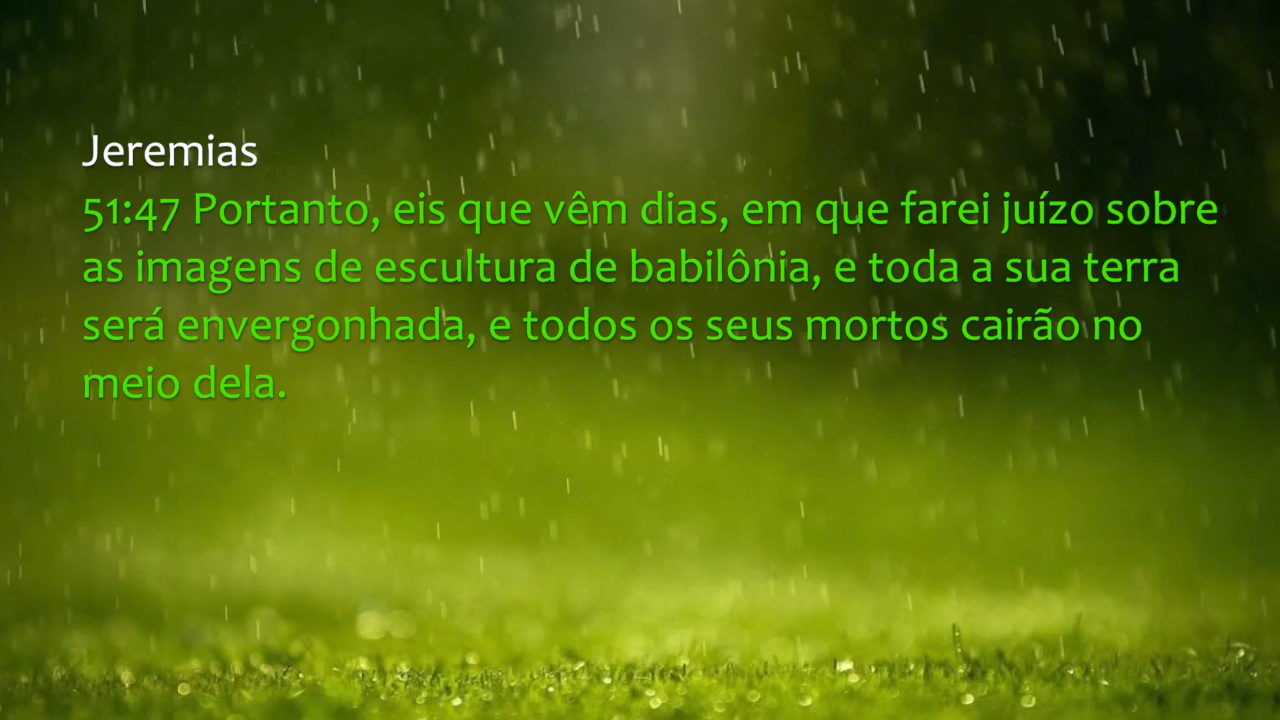 Jeremias
51:47 Portanto, eis que vêm dias, em que farei juízo sobre
as imagens de escultura de babilônia, e toda a sua terra
será envergonhada, e todos os seus mortos cairão no
meio dela.